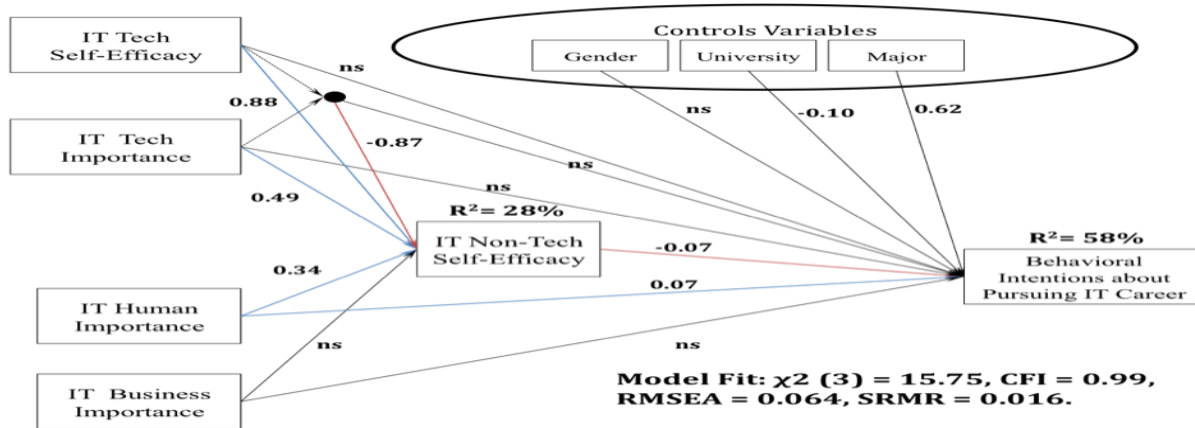 IT Tech
Self-Efficacy
Controls Variables
Gender
University
Major
ns
0.88
ns
-0.10
0.62
IT Tech
Importance
-0.87
ns
ns
0.49
R²= 28%
IT Non-Tech
Self-Efficacy
-0.07
R²= 58%
Behavioral
Intentions about
Pursuing IT Career
0.34
0.07
IT Human
Importance
ns
ns
IT Business
Importance
Model Fit: χ2 (3) = 15.75, CFI = 0.99,
RMSEA = 0.064, SRMR = 0.016.